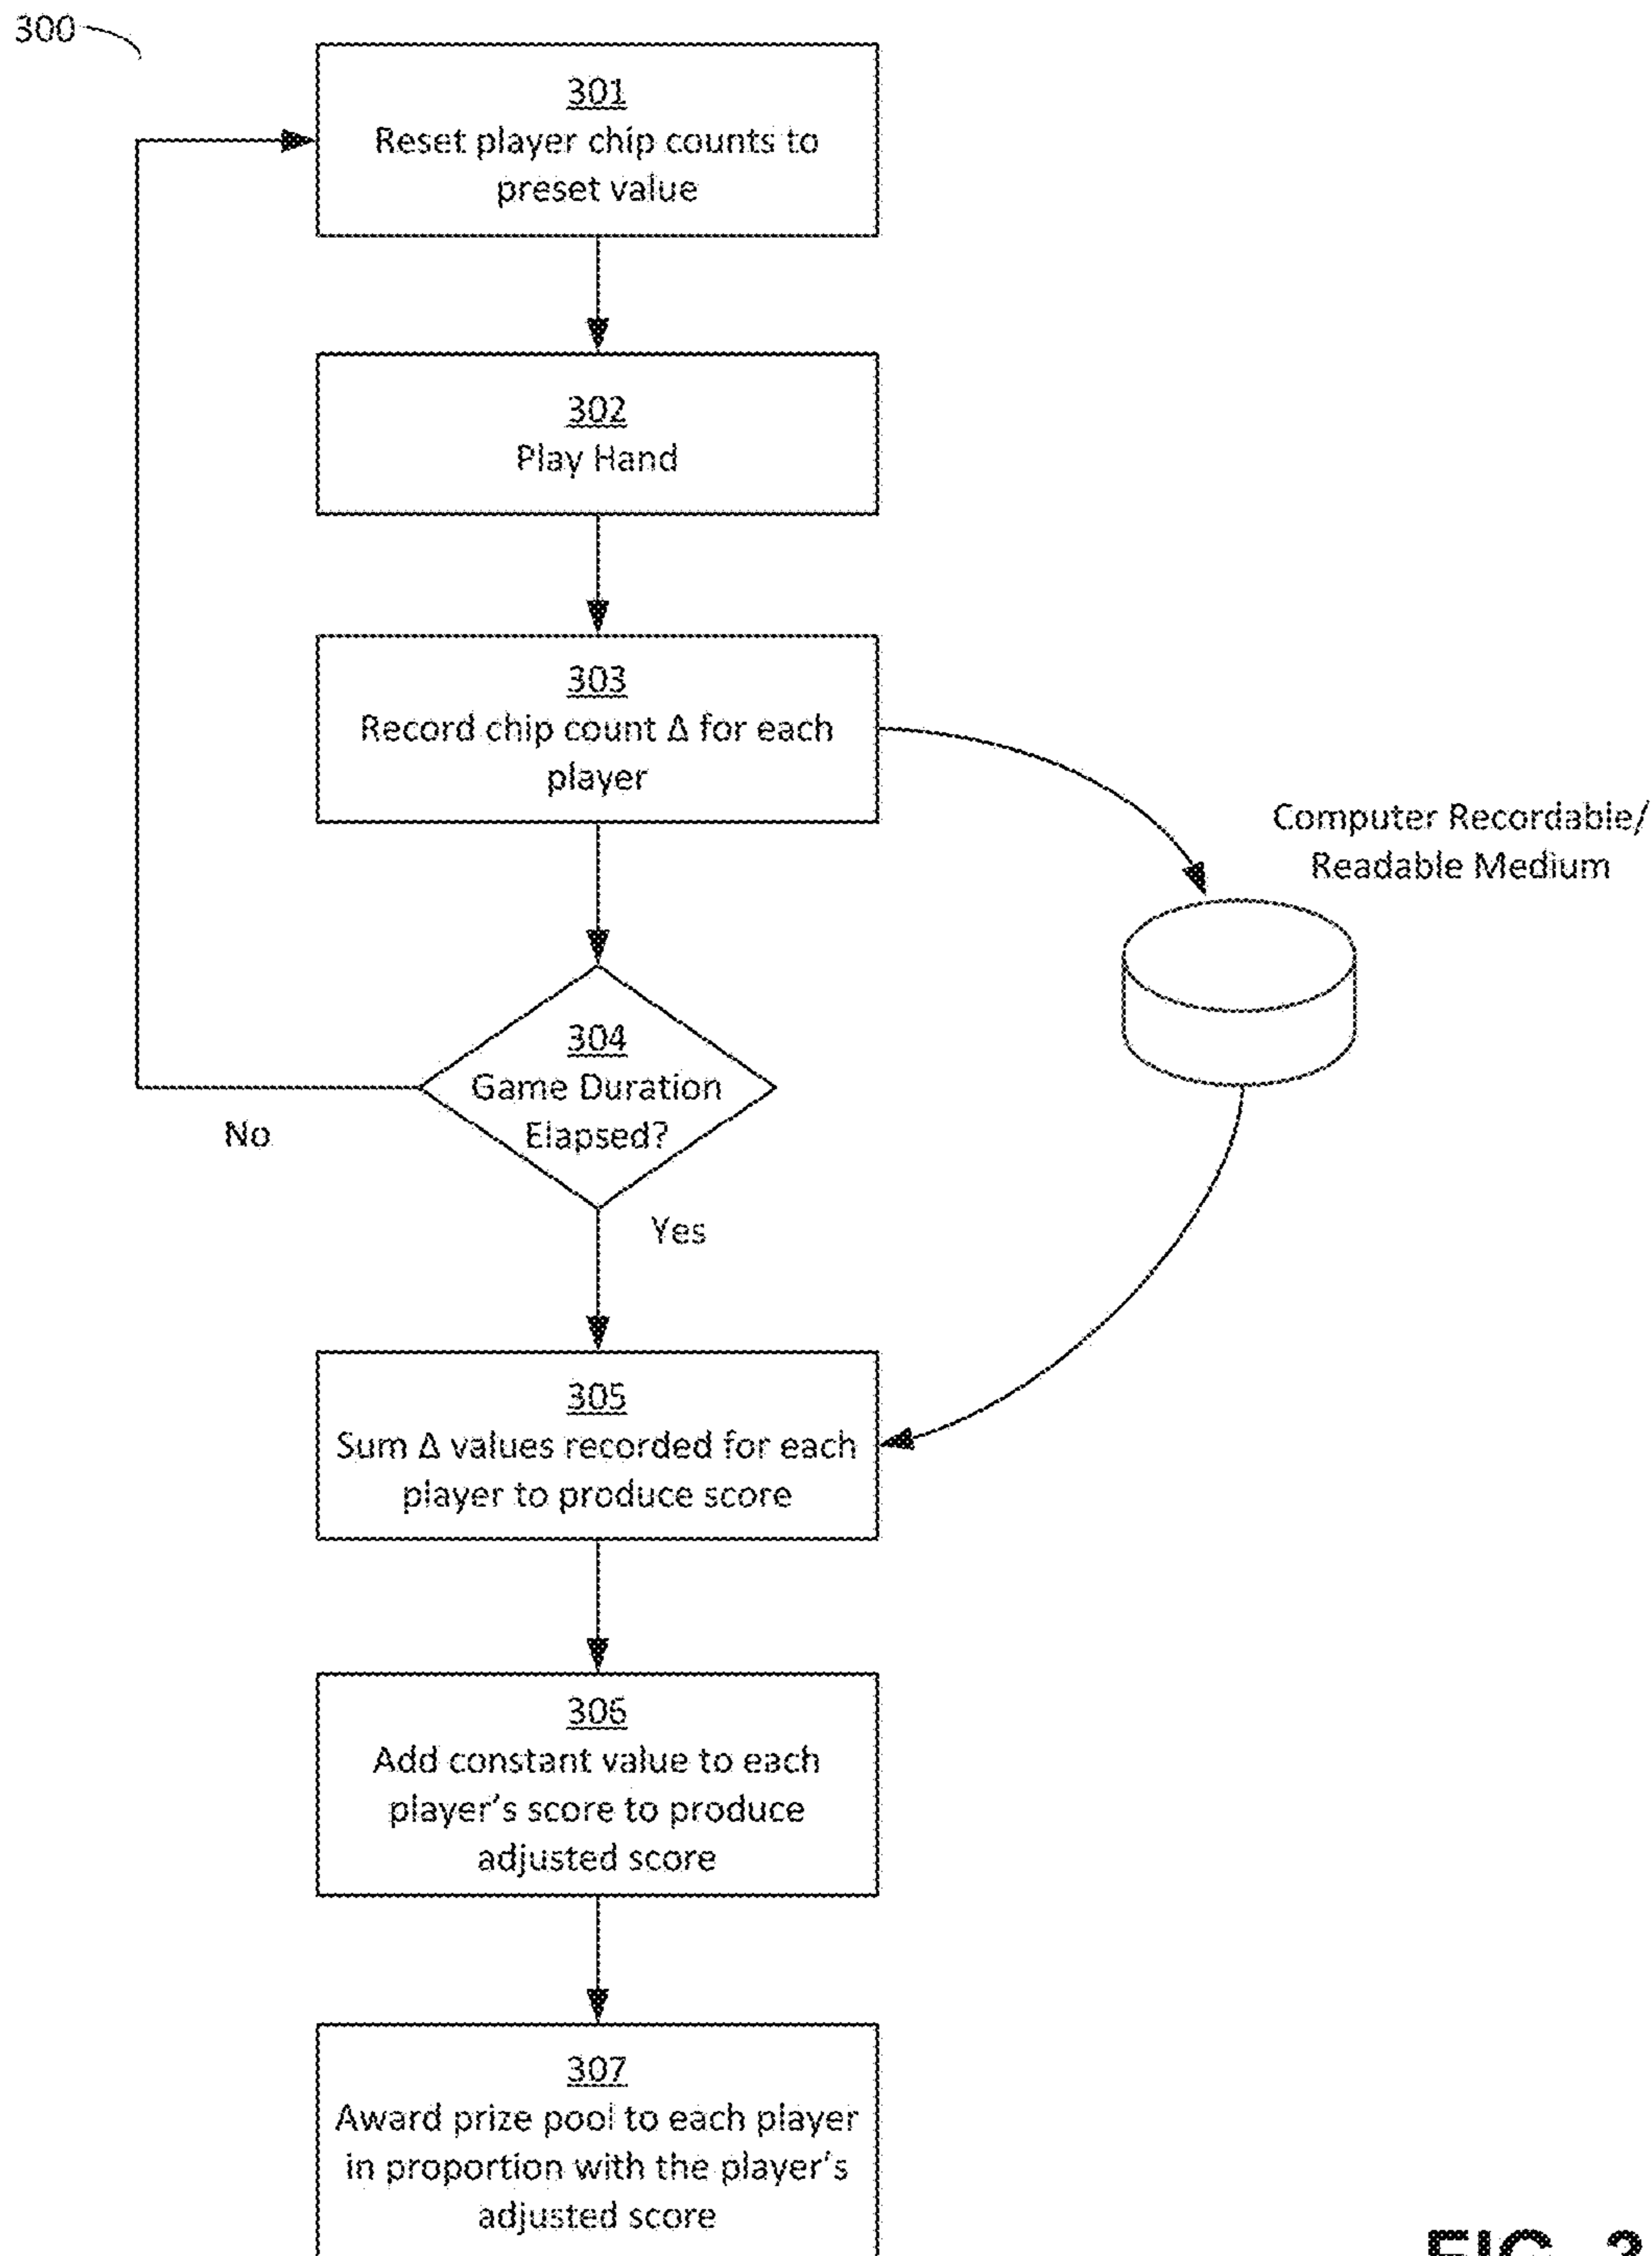 300
301
Reset player chip counts to
preset value
302
Play Hand
303
Record chip count Δ for each
player
Computer Recordable/
Readable Medium
304
Game Duration
Elapsed?
No
Yes
305
Sum Δ values recorded for each
player to produce score
306
Add constant value to each
player's score to produce
adjusted score
307
Award prize pool to each player
in proportion with the player's
adjusted score
FIG. 3